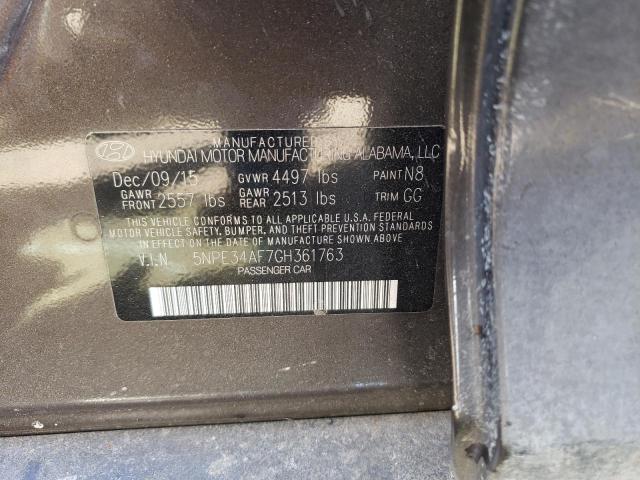 MANUFACTURED
HYUNDAI MOTOR MANUFACTURING ALABAMA, LLC
Dec/09/15 GVWR 4497 lbs PAINT N8
GAWR FRONT 2557 lbs GAWR REAR 2513 lbs TRIM GG
THIS VEHICLE CONFORMS TO ALL APPLICABLE U.S.A. FEDERAL
MOTOR VEHICLE SAFETY, BUMPER, AND THEFT PREVENTION STANDARDS
IN EFFECT ON THE DATE OF MANUFACTURE SHOWN ABOVE.
V.I.N. 5NPE34AF7GH361763
PASSENGER CAR